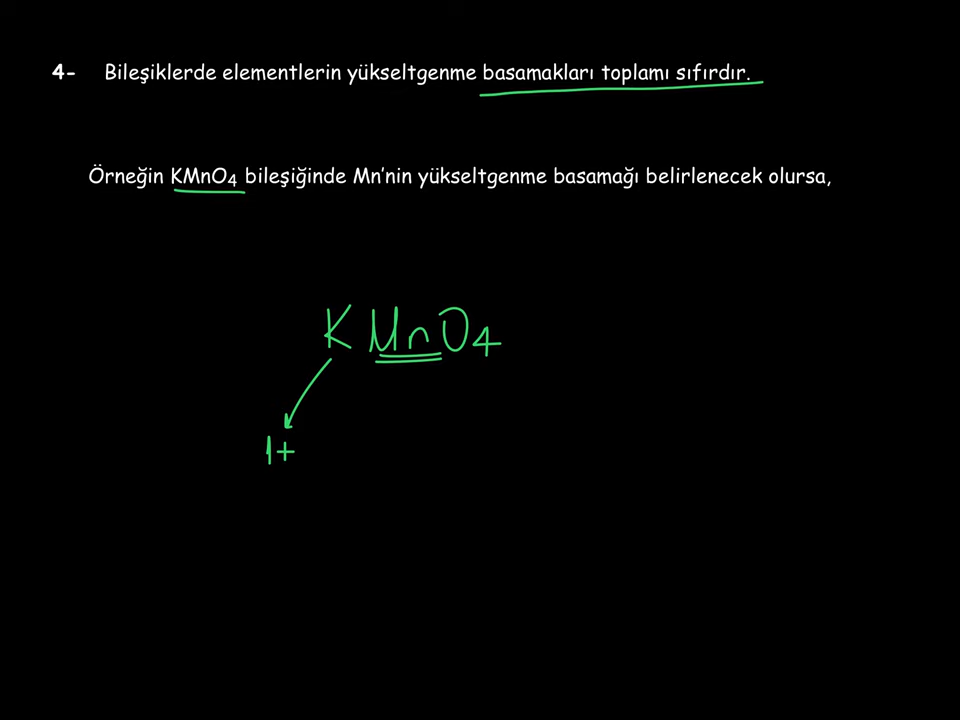 4- Bileşiklerde elementlerin yükseltgenme basamakları toplamı sıfırdır.
Örneğin KMnO₄ bileşiğinde Mn'nin yükseltgenme basamağı belirlenecek olursa,
KMnO₄
1+